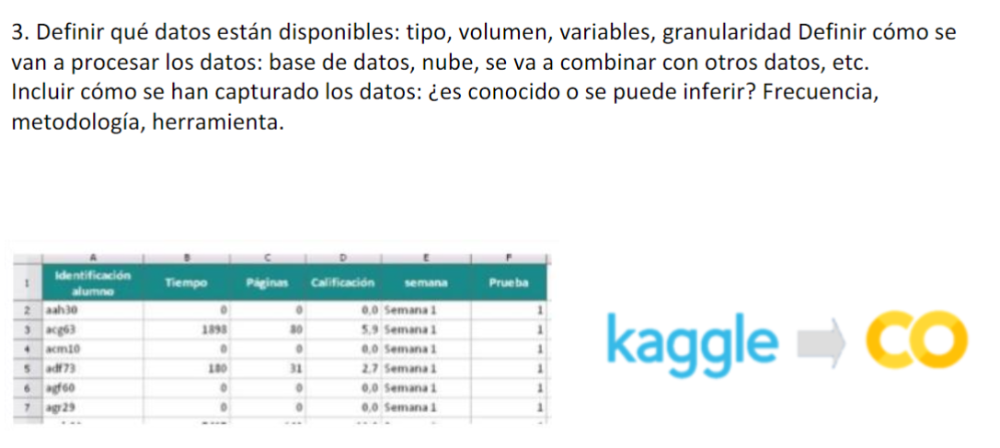 3. Definir qué datos están disponibles: tipo, volumen, variables, granularidad Definir cómo se
van a procesar los datos: base de datos, nube, se va a combinar con otros datos, etc.
Incluir cómo se han capturado los datos: ¿es conocido o se puede inferir? Frecuencia,
metodología, herramienta.
A B C D E F
1 Identificación alumno Tiempo Páginas Calificación semana Prueba
2 aah30 0 0 0,0 Semana 1 1
3 acg63 1898 80 5,9 Semana 1 1
4 acm10 0 0 0,0 Semana 1 1
5 adf73 180 31 2,7 Semana 1 1
6 agf60 0 0 0,0 Semana 1 1
7 agr29 0 0 0,0 Semana 1 1
kaggle CO